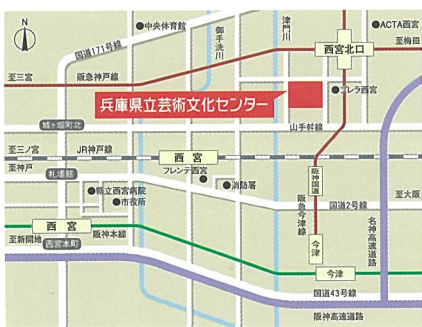 N
●中央体育館
国道171号線
御手洗川
津門川
●ACTA西宮
西宮北口
至梅田
至三宮
阪急神戸線
兵庫県立芸術文化センター
●プレラ西宮
城ヶ堀町北
山手幹線
至三ノ宮
JR神戸線
至神戸
西宮
フレンテ西宮
札場筋
●県立西宮病院
●市役所
●消防署
阪神国道
阪急今津線
国道2号線
至大阪
名神高速道路
西宮
至新開地
阪神本線
西宮本町
今津
今津
国道43号線
阪神高速道路